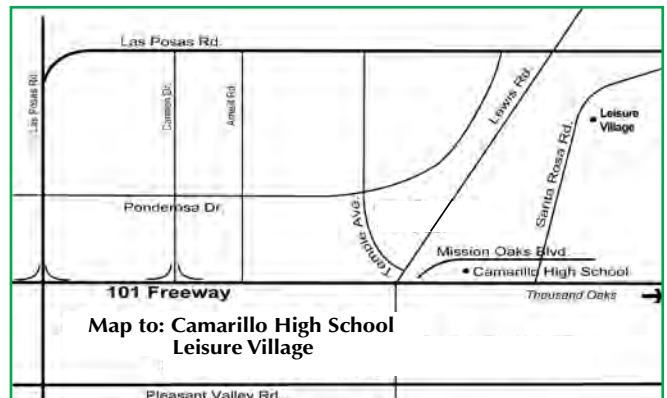 Las Posas Rd.
Las Posas Rd.
Carmen Dr.
Arneill Rd.
Lewis Rd.
Leisure
Village
Santa Rosa Rd.
Ponderosa Dr.
Temple Ave.
Mission Oaks Blvd.
Camarillo High School
101 Freeway
Thousand Oaks
Map to: Camarillo High School
Leisure Village
Pleasant Valley Rd.